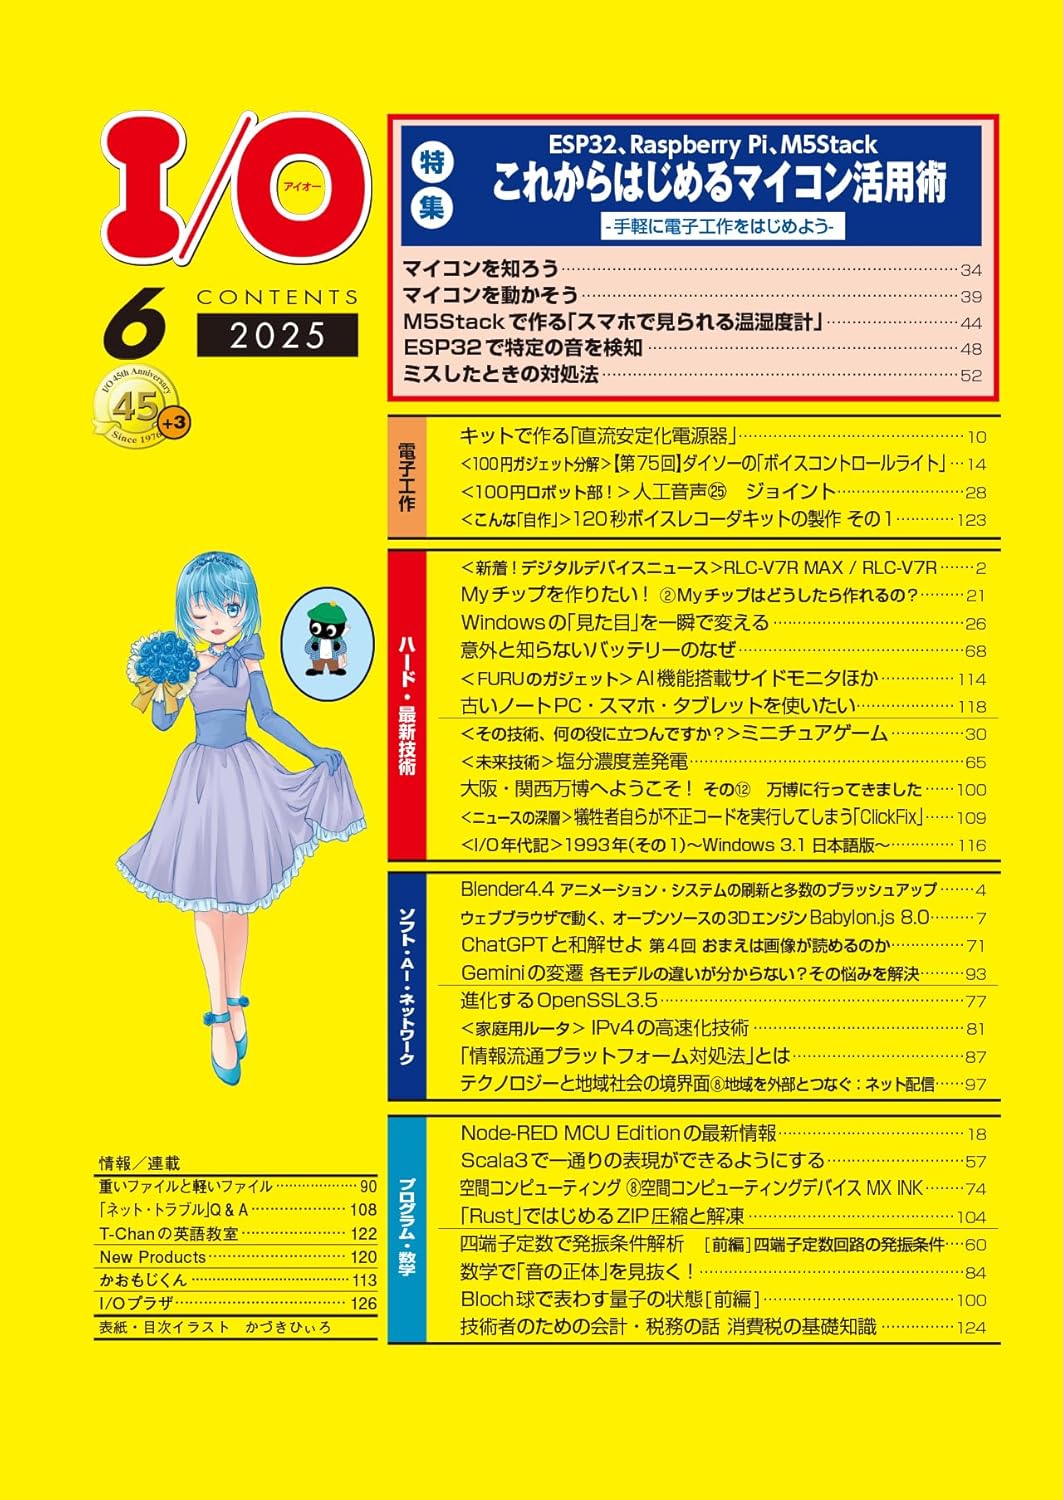 I/O
アイオー
6
CONTENTS
2025
I/O 45th Anniversary
45
+3
Since 1976
特集
ESP32、Raspberry Pi、M5Stack
これからはじめるマイコン活用術
-手軽に電子工作をはじめよう-
マイコンを知ろう…34
マイコンを動かそう…39
M5Stackで作る「スマホで見られる温湿度計」…44
ESP32で特定の音を検知…48
ミスしたときの対処法…52
電子工作
キットで作る「直流安定化電源器」…10
<100円ガジェット分解>【第75回】ダイソーの「ボイスコントロールライト」…14
<100円ロボット部!>人工音声㉕ ジョイント…28
<こんな「自作」>120秒ボイスレコーダキットの製作 その1…123
ハード・最新技術
<新着!デジタルデバイスニュース>RLC-V7R MAX / RLC-V7R…2
Myチップを作りたい! ②Myチップはどうしたら作れるの?…21
Windowsの「見た目」を一瞬で変える…26
意外と知らないバッテリーのなぜ…68
<FURUのガジェット>AI機能搭載サイドモニタほか…114
古いノートPC・スマホ・タブレットを使いたい…118
<その技術、何の役に立つんですか?>ミニチュアゲーム…30
<未来技術>塩分濃度差発電…65
大阪・関西万博へようこそ! その⑫ 万博に行ってきました…100
<ニュースの深層>犠牲者自らが不正コードを実行してしまう「ClickFix」…109
<I/O年代記>1993年(その1)〜Windows 3.1 日本語版〜…116
ソフト・AI・ネットワーク
Blender4.4 アニメーション・システムの刷新と多数のブラッシュアップ…4
ウェブブラウザで動く、オープンソースの3DエンジンBabylon.js 8.0…7
ChatGPTと和解せよ 第4回 おまえは画像が読めるのか…71
Geminiの変遷 各モデルの違いが分からない?その悩みを解決…93
進化するOpenSSL3.5…77
<家庭用ルータ> IPv4の高速化技術…81
「情報流通プラットフォーム対処法」とは…87
テクノロジーと地域社会の境界面⑧地域を外部とつなぐ:ネット配信…97
プログラム・数学
Node-RED MCU Editionの最新情報…18
Scala3で一通りの表現ができるようにする…57
空間コンピューティング ⑧空間コンピューティングデバイス MX INK…74
「Rust」ではじめるZIP圧縮と解凍…104
四端子定数で発振条件解析 [前編]四端子定数回路の発振条件…60
数学で「音の正体」を見抜く!…84
Bloch球で表わす量子の状態[前編]…100
技術者のための会計・税務の話 消費税の基礎知識…124
情報/連載
重いファイルと軽いファイル…90
「ネット・トラブル」Q & A…108
T-Chanの英語教室…122
New Products…120
かおもじくん…113
I/Oプラザ…126
表紙・目次イラスト かづきひぃろ